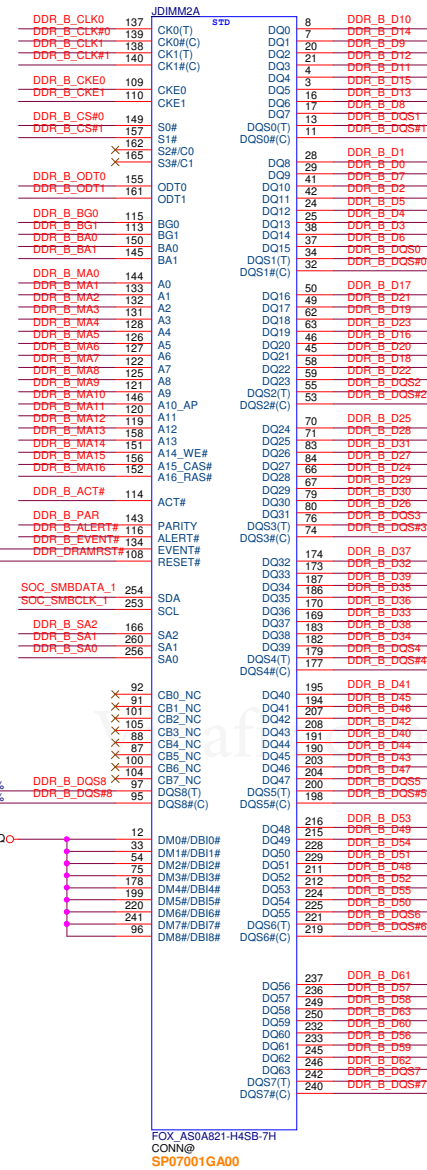 JDIMM2A
STD
DDR_B_CLK0 137 CK0(T)
DDR_B_CLK#0 139 CK0#(C)
DDR_B_CLK1 138 CK1(T)
DDR_B_CLK#1 140 CK1#(C)
DDR_B_CKE0 109 CKE0
DDR_B_CKE1 110 CKE1
DDR_B_CS#0 149 S0#
DDR_B_CS#1 157 S1#
162 S2#/C0
165 S3#/C1
DDR_B_ODT0 155 ODT0
DDR_B_ODT1 161 ODT1
DDR_B_BG0 115 BG0
DDR_B_BG1 113 BG1
DDR_B_BA0 150 BA0
DDR_B_BA1 145 BA1
DDR_B_MA0 144 A0
DDR_B_MA1 133 A1
DDR_B_MA2 132 A2
DDR_B_MA3 131 A3
DDR_B_MA4 128 A4
DDR_B_MA5 126 A5
DDR_B_MA6 127 A6
DDR_B_MA7 122 A7
DDR_B_MA8 125 A8
DDR_B_MA9 121 A9
DDR_B_MA10 146 A10_AP
DDR_B_MA11 120 A11
DDR_B_MA12 119 A12
DDR_B_MA13 158 A13
DDR_B_MA14 151 A14_WE#
DDR_B_MA15 156 A15_CAS#
DDR_B_MA16 152 A16_RAS#
DDR_B_ACT# 114 ACT#
DDR_B_PAR 143 PARITY
DDR_B_ALERT# 116 ALERT#
DDR_B_EVENT# 134 EVENT#
DDR_DRAMRST# 108 RESET#
SOC_SMBDATA_1 254 SDA
SOC_SMBCLK_1 253 SCL
DDR_B_SA2 166 SA2
DDR_B_SA1 260 SA1
DDR_B_SA0 256 SA0
92 CB0_NC
91 CB1_NC
101 CB2_NC
105 CB3_NC
88 CB4_NC
87 CB5_NC
100 CB6_NC
104 CB7_NC
DDR_B_DQS8 97 DQS8(T)
DDR_B_DQS#8 95 DQS8#(C)
12 DM0#/DBI0#
33 DM1#/DBI1#
54 DM2#/DBI2#
75 DM3#/DBI3#
178 DM4#/DBI4#
199 DM5#/DBI5#
220 DM6#/DBI6#
241 DM7#/DBI7#
96 DM8#/DBI8#
DQ0 8 DDR_B_D10
DQ1 7 DDR_B_D14
DQ2 20 DDR_B_D9
DQ3 21 DDR_B_D12
DQ4 4 DDR_B_D11
DQ5 3 DDR_B_D15
DQ6 16 DDR_B_D13
DQ7 17 DDR_B_D8
DQS0(T) 13 DDR_B_DQS1
DQS0#(C) 11 DDR_B_DQS#1
DQ8 28 DDR_B_D1
DQ9 29 DDR_B_D0
DQ10 41 DDR_B_D7
DQ11 42 DDR_B_D2
DQ12 24 DDR_B_D5
DQ13 25 DDR_B_D4
DQ14 38 DDR_B_D3
DQ15 37 DDR_B_D6
DQS1(T) 34 DDR_B_DQS0
DQS1#(C) 32 DDR_B_DQS#0
DQ16 50 DDR_B_D17
DQ17 49 DDR_B_D21
DQ18 62 DDR_B_D19
DQ19 63 DDR_B_D23
DQ20 46 DDR_B_D16
DQ21 45 DDR_B_D20
DQ22 58 DDR_B_D18
DQ23 59 DDR_B_D22
DQS2(T) 55 DDR_B_DQS2
DQS2#(C) 53 DDR_B_DQS#2
DQ24 70 DDR_B_D25
DQ25 71 DDR_B_D28
DQ26 83 DDR_B_D31
DQ27 84 DDR_B_D27
DQ28 66 DDR_B_D24
DQ29 67 DDR_B_D29
DQ30 79 DDR_B_D30
DQ31 80 DDR_B_D26
DQS3(T) 76 DDR_B_DQS3
DQS3#(C) 74 DDR_B_DQS#3
DQ32 174 DDR_B_D37
DQ33 173 DDR_B_D32
DQ34 187 DDR_B_D39
DQ35 186 DDR_B_D35
DQ36 170 DDR_B_D36
DQ37 169 DDR_B_D33
DQ38 183 DDR_B_D38
DQ39 182 DDR_B_D34
DQS4(T) 179 DDR_B_DQS4
DQS4#(C) 177 DDR_B_DQS#4
DQ40 195 DDR_B_D41
DQ41 194 DDR_B_D45
DQ42 207 DDR_B_D46
DQ43 208 DDR_B_D42
DQ44 191 DDR_B_D40
DQ45 190 DDR_B_D44
DQ46 203 DDR_B_D43
DQ47 204 DDR_B_D47
DQS5(T) 200 DDR_B_DQS5
DQS5#(C) 198 DDR_B_DQS#5
DQ48 216 DDR_B_D53
DQ49 215 DDR_B_D49
DQ50 228 DDR_B_D54
DQ51 229 DDR_B_D51
DQ52 211 DDR_B_D48
DQ53 212 DDR_B_D52
DQ54 224 DDR_B_D55
DQ55 225 DDR_B_D50
DQS6(T) 221 DDR_B_DQS6
DQS6#(C) 219 DDR_B_DQS#6
DQ56 237 DDR_B_D61
DQ57 236 DDR_B_D57
DQ58 249 DDR_B_D58
DQ59 250 DDR_B_D63
DQ60 232 DDR_B_D60
DQ61 233 DDR_B_D56
DQ62 245 DDR_B_D59
DQ63 246 DDR_B_D62
DQS7(T) 242 DDR_B_DQS7
DQS7#(C) 240 DDR_B_DQS#7
FOX_AS0A821-H4SB-7H
CONN@
SP07001GA00